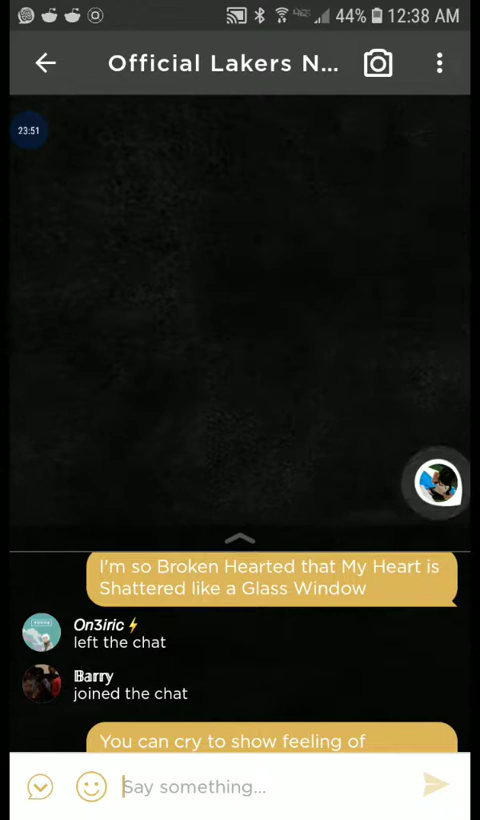 44% 12:38 AM
Official Lakers N...
23:51
I'm so Broken Hearted that My Heart is
Shattered like a Glass Window
On3iric⚡
left the chat
Barry
joined the chat
You can cry to show feeling of
Say something...